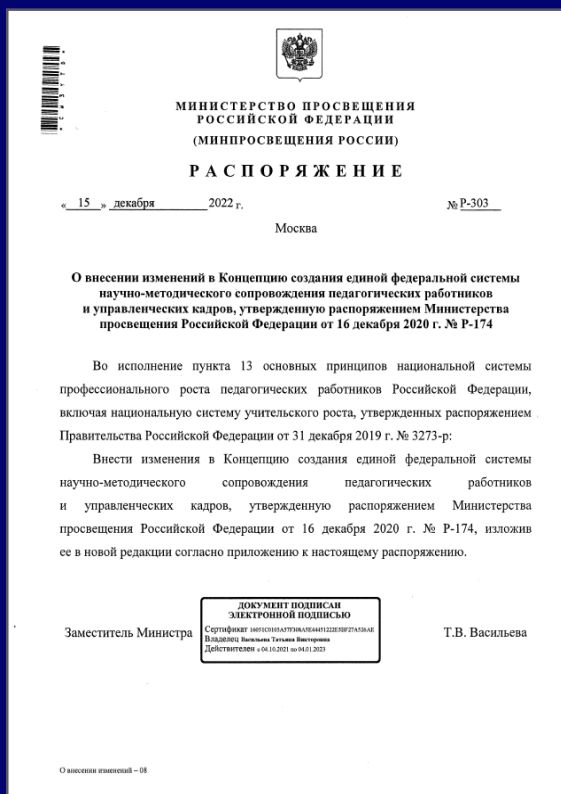 МИНИСТЕРСТВО ПРОСВЕЩЕНИЯ
РОССИЙСКОЙ ФЕДЕРАЦИИ
(МИНПРОСВЕЩЕНИЯ РОССИИ)
РАСПОРЯЖЕНИЕ
« 15 » декабря 2022 г. № Р-303
Москва
О внесении изменений в Концепцию создания единой федеральной системы
научно-методического сопровождения педагогических работников
и управленческих кадров, утвержденную распоряжением Министерства
просвещения Российской Федерации от 16 декабря 2020 г. № Р-174
Во исполнение пункта 13 основных принципов национальной системы
профессионального роста педагогических работников Российской Федерации,
включая национальную систему учительского роста, утвержденных распоряжением
Правительства Российской Федерации от 31 декабря 2019 г. № 3273-р:
Внести изменения в Концепцию создания единой федеральной системы
научно-методического сопровождения педагогических работников
и управленческих кадров, утвержденную распоряжением Министерства
просвещения Российской Федерации от 16 декабря 2020 г. № Р-174, изложив
ее в новой редакции согласно приложению к настоящему распоряжению.
ДОКУМЕНТ ПОДПИСАН
ЭЛЕКТРОННОЙ ПОДПИСЬЮ
Сертификат
Владелец Васильева Татьяна Викторовна
Действителен с 04.10.2021 по 04.01.2023
Заместитель Министра Т.В. Васильева
О внесении изменений – 08